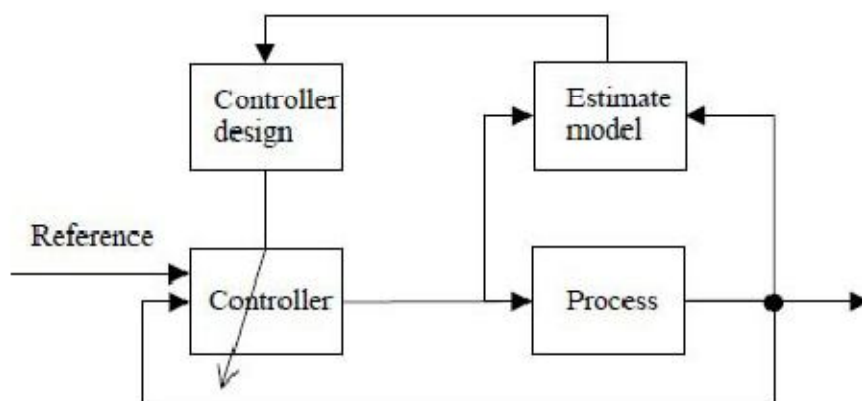 Controller
design
Estimate
model
Reference
Controller
Process